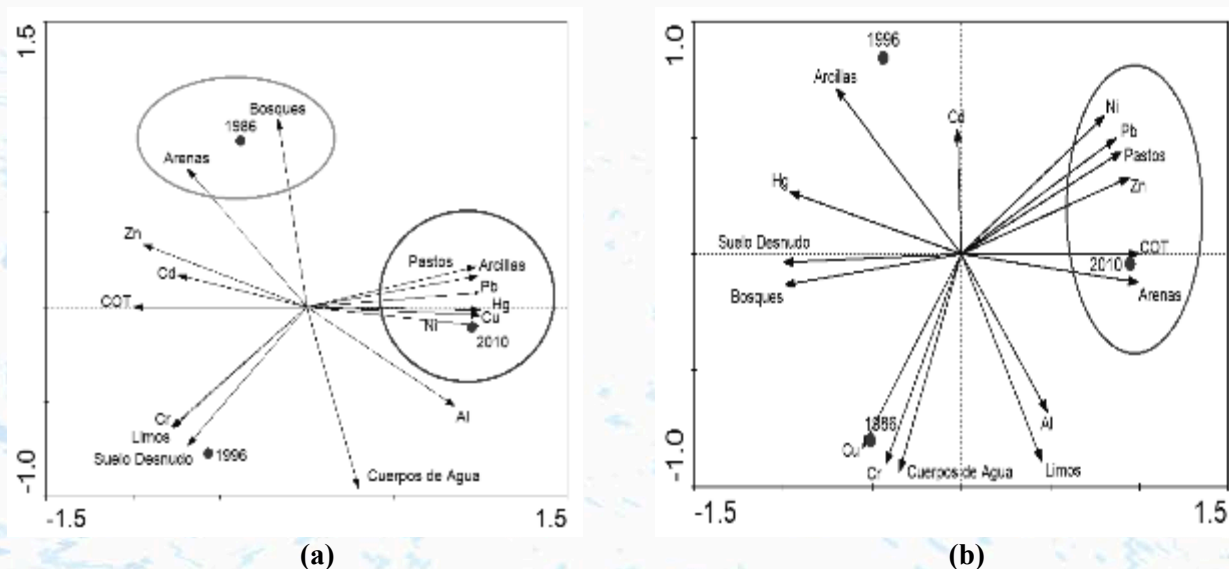 1.5
Bosques
1986
Arenas
Zn
Cd
COT
Pastos
Arcillas
Pb
Hg
Cu
Ni
2010
Al
Cr
Limos
Suelo Desnudo
1996
Cuerpos de Agua
-1.0
-1.5
1.5
(a)
1.0
1996
Arcillas
Cd
Ni
Pb
Pastos
Zn
Hg
Suelo Desnudo
COT
2010
Bosques
Arenas
1986
Cu
Cr
Cuerpos de Agua
Al
Limos
-1.0
-1.5
1.5
(b)